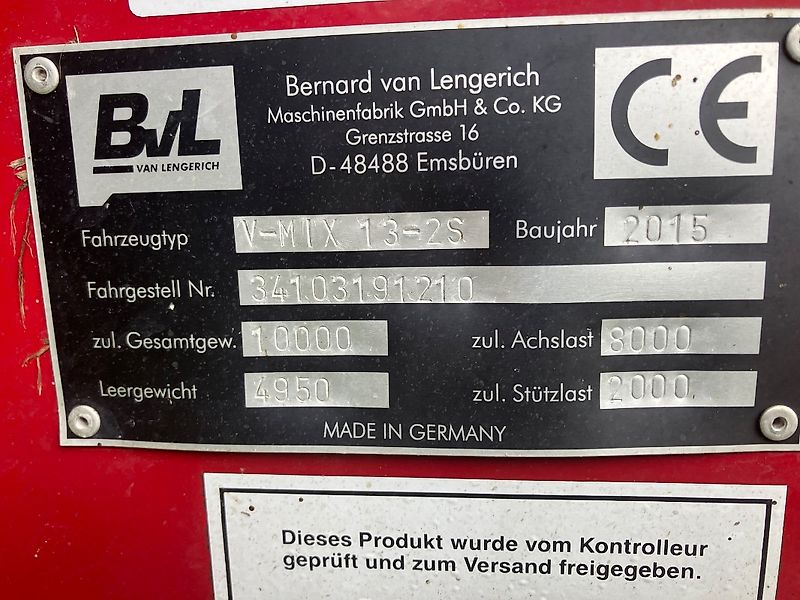 BvL
VAN LENGERICH
Bernard van Lengerich
Maschinenfabrik GmbH & Co. KG
Grenzstrasse 16
D-48488 Emsbüren
CE
Fahrzeugtyp V-MIX 13-2S Baujahr 2015
Fahrgestell Nr. 34103191210
zul. Gesamtgew. 10000 zul. Achslast 8000
Leergewicht 4950 zul. Stützlast 2000
MADE IN GERMANY
Dieses Produkt wurde vom Kontrolleur
geprüft und zum Versand freigegeben.